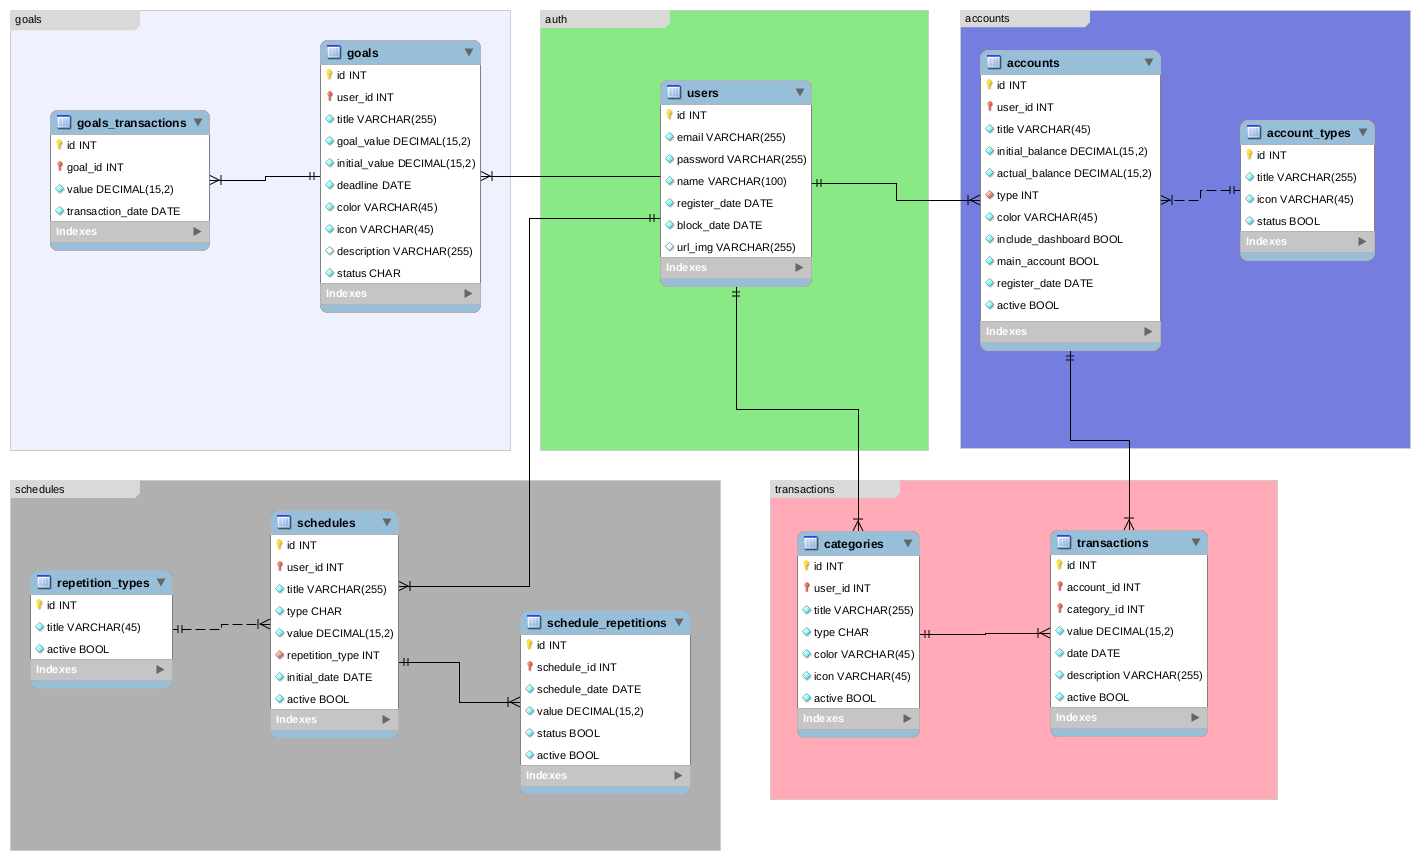 goals
goals_transactions
id INT
goal_id INT
value DECIMAL(15,2)
transaction_date DATE
Indexes
goals
id INT
user_id INT
title VARCHAR(255)
goal_value DECIMAL(15,2)
initial_value DECIMAL(15,2)
deadline DATE
color VARCHAR(45)
icon VARCHAR(45)
description VARCHAR(255)
status CHAR
Indexes
auth
users
id INT
email VARCHAR(255)
password VARCHAR(255)
name VARCHAR(100)
register_date DATE
block_date DATE
url_img VARCHAR(255)
Indexes
accounts
accounts
id INT
user_id INT
title VARCHAR(45)
initial_balance DECIMAL(15,2)
actual_balance DECIMAL(15,2)
type INT
color VARCHAR(45)
include_dashboard BOOL
main_account BOOL
register_date DATE
active BOOL
Indexes
account_types
id INT
title VARCHAR(255)
icon VARCHAR(45)
status BOOL
Indexes
schedules
repetition_types
id INT
title VARCHAR(45)
active BOOL
Indexes
schedules
id INT
user_id INT
title VARCHAR(255)
type CHAR
value DECIMAL(15,2)
repetition_type INT
initial_date DATE
active BOOL
Indexes
schedule_repetitions
id INT
schedule_id INT
schedule_date DATE
value DECIMAL(15,2)
status BOOL
active BOOL
Indexes
transactions
categories
id INT
user_id INT
title VARCHAR(255)
type CHAR
color VARCHAR(45)
icon VARCHAR(45)
active BOOL
Indexes
transactions
id INT
account_id INT
category_id INT
value DECIMAL(15,2)
date DATE
description VARCHAR(255)
active BOOL
Indexes